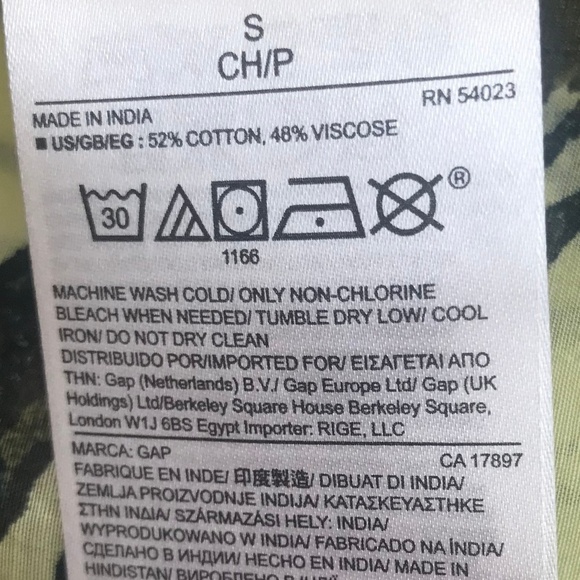 S
CH/P
RN 54023
MADE IN INDIA
■ US/GB/EG : 52% COTTON, 48% VISCOSE
30
®
1166
MACHINE WASH COLD/ ONLY NON-CHLORINE
BLEACH WHEN NEEDED/ TUMBLE DRY LOW/ COOL
IRON/ DO NOT DRY CLEAN
DISTRIBUIDO POR/IMPORTED FOR/ ΕΙΣΑΓΕΤΑΙ ΑΠΟ
ΤΗΝ: Gap (Netherlands) B.V./ Gap Europe Ltd/ Gap (UK
Holdings) Ltd/Berkeley Square House Berkeley Square,
London W1J 6BS Egypt Importer: RIGE, LLC
MARCA: GAP
CA 17897
FABRIQUE EN INDE/ 印度製造/ DIBUAT DI INDIA/
ZEMLJA PROIZVODNJE INDIJA/ ΚΑΤΑΣΚΕΥΑΣΤΗΚΕ
ΣΤΗΝ ΙΝΔΙΑ/ SZÁRMAZÁSI HELY: INDIA/
WYPRODUKOWANO W INDIA/ FABRICADO NA ÍNDIA/
СДЕЛАНО В ИНДИИ/ HECHO EN INDIA/ MADE IN
HINDISTAN/ ВИРОБЛЕНО В